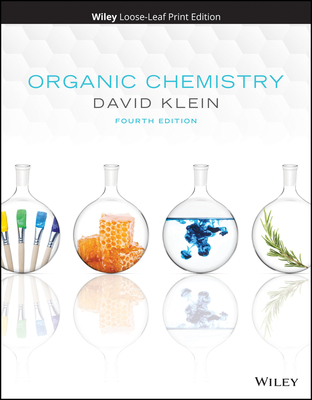 Wiley Loose-Leaf Print Edition
ORGANIC CHEMISTRY
DAVID KLEIN
FOURTH EDITION
WILEY